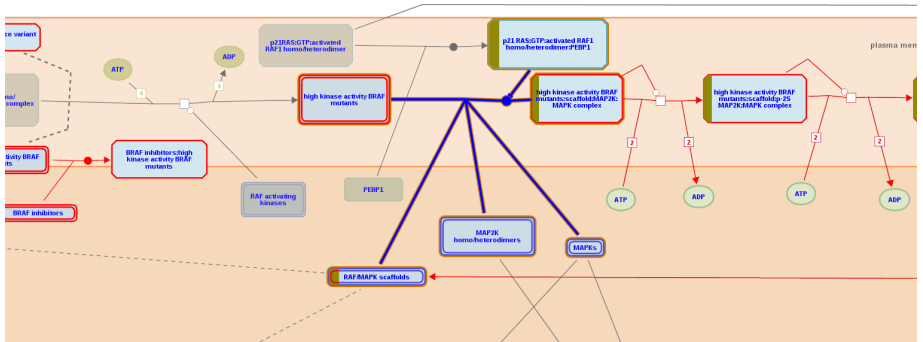 ce variant
p21RAS:GTP:activated
RAF1 homo/heterodimer
p21 RAS:GTP:activated RAF1
homo/heterodimer:PEBP1
plasma mem
ATP
ADP
4
4
mo/
complex
high kinase activity BRAF
mutants
high kinase activity BRAF
mutants:scaffold:MAP2K:
MAPK complex
high kinase activity BRAF
mutants:scaffold:p-2S
MAP2K:MAPK complex
2
2
2
2
ctivity BRAF
ts
BRAF inhibitors:high
kinase activity BRAF
mutants
BRAF inhibitors
RAF activating
kinases
PEBP1
ATP
ADP
ATP
ADP
MAP2K
homo/heterodimers
MAPKs
RAF/MAPK scaffolds